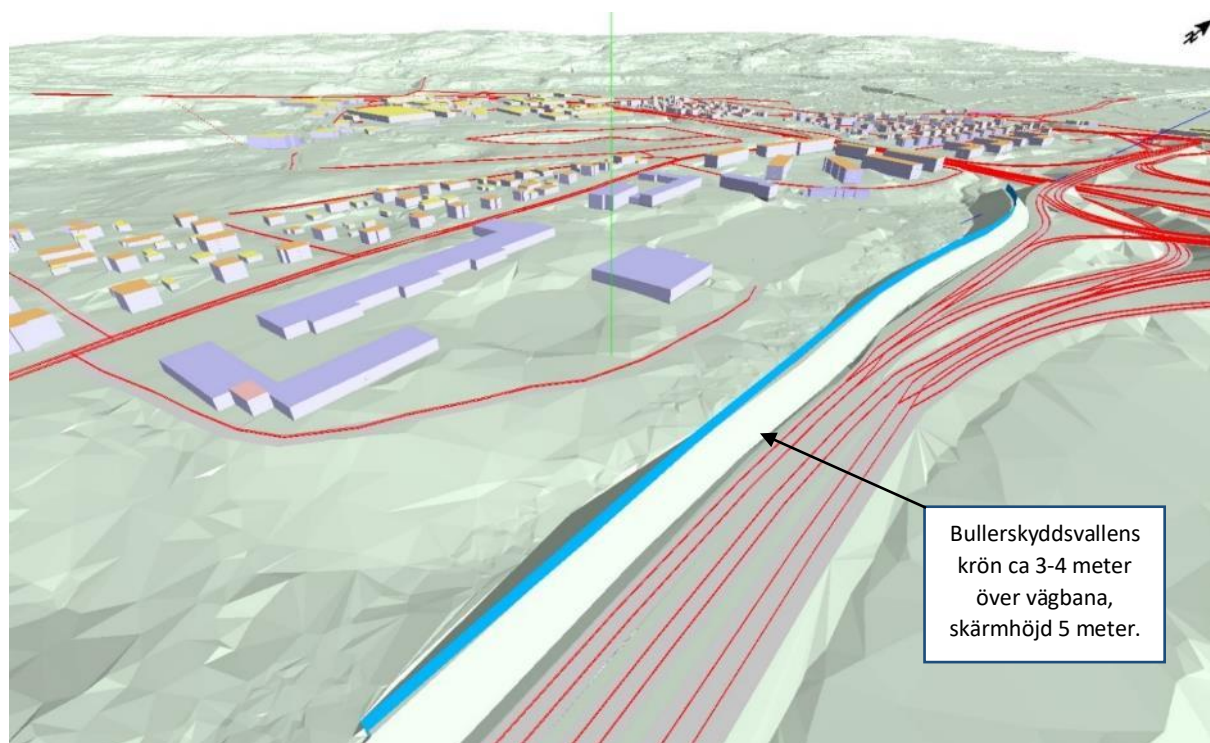 N
Bullerskyddsvallens
krön ca 3-4 meter
över vägbana,
skärmhöjd 5 meter.